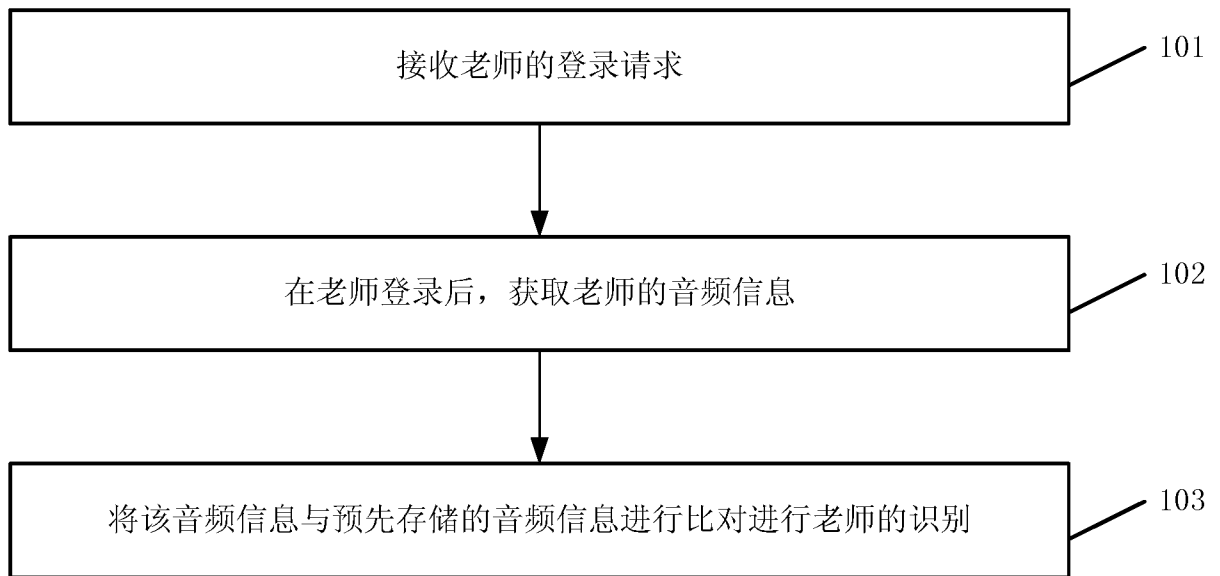 接收老师的登录请求
101
在老师登录后，获取老师的音频信息
102
将该音频信息与预先存储的音频信息进行比对进行老师的识别
103